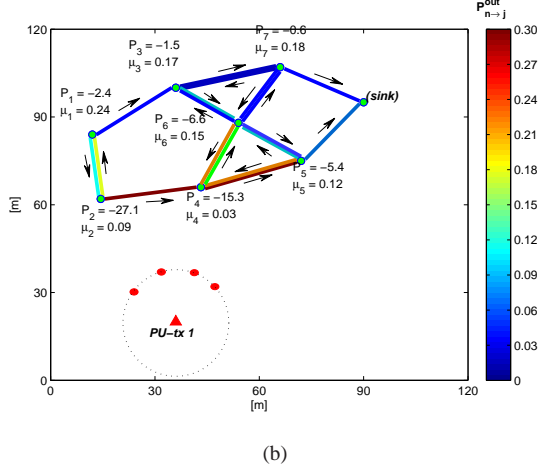 P^out_n→j
P_7 = −0.6
μ_7 = 0.18
P_3 = −1.5
μ_3 = 0.17
(sink)
P_1 = −2.4
μ_1 = 0.24
P_6 = −6.6
μ_6 = 0.15
P_5 = −5.4
μ_5 = 0.12
P_2 = −27.1
μ_2 = 0.09
P_4 = −15.3
μ_4 = 0.03
PU−tx 1
120
90
60
30
0
[m]
0
30
60
90
120
[m]
0.30
0.27
0.24
0.21
0.18
0.15
0.12
0.09
0.06
0.03
0
(b)